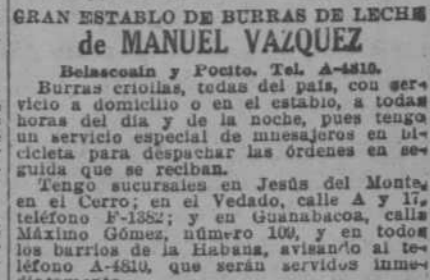 GRAN ESTABLO DE BURRAS DE LECHE
de MANUEL VAZQUEZ
Belascoaín y Pocito. Tel. A-4810.
Burras criollas, todas del país, con ser-
vicio a domicilio o en el establo, a todas
horas del día y de la noche, pues tengo
un servicio especial de mnesajeros en bi-
cicleta para despachar las órdenes en se-
guida que se reciban.
Tengo sucursales en Jesús del Monte,
en el Cerro; en el Vedado, calle A y 17,
teléfono F-1382; y en Guanabacoa, calle
Máximo Gómez, número 109, y en todos
los barrios de la Habana, avisando al te-
léfono A-4810, que serán servidos inme-